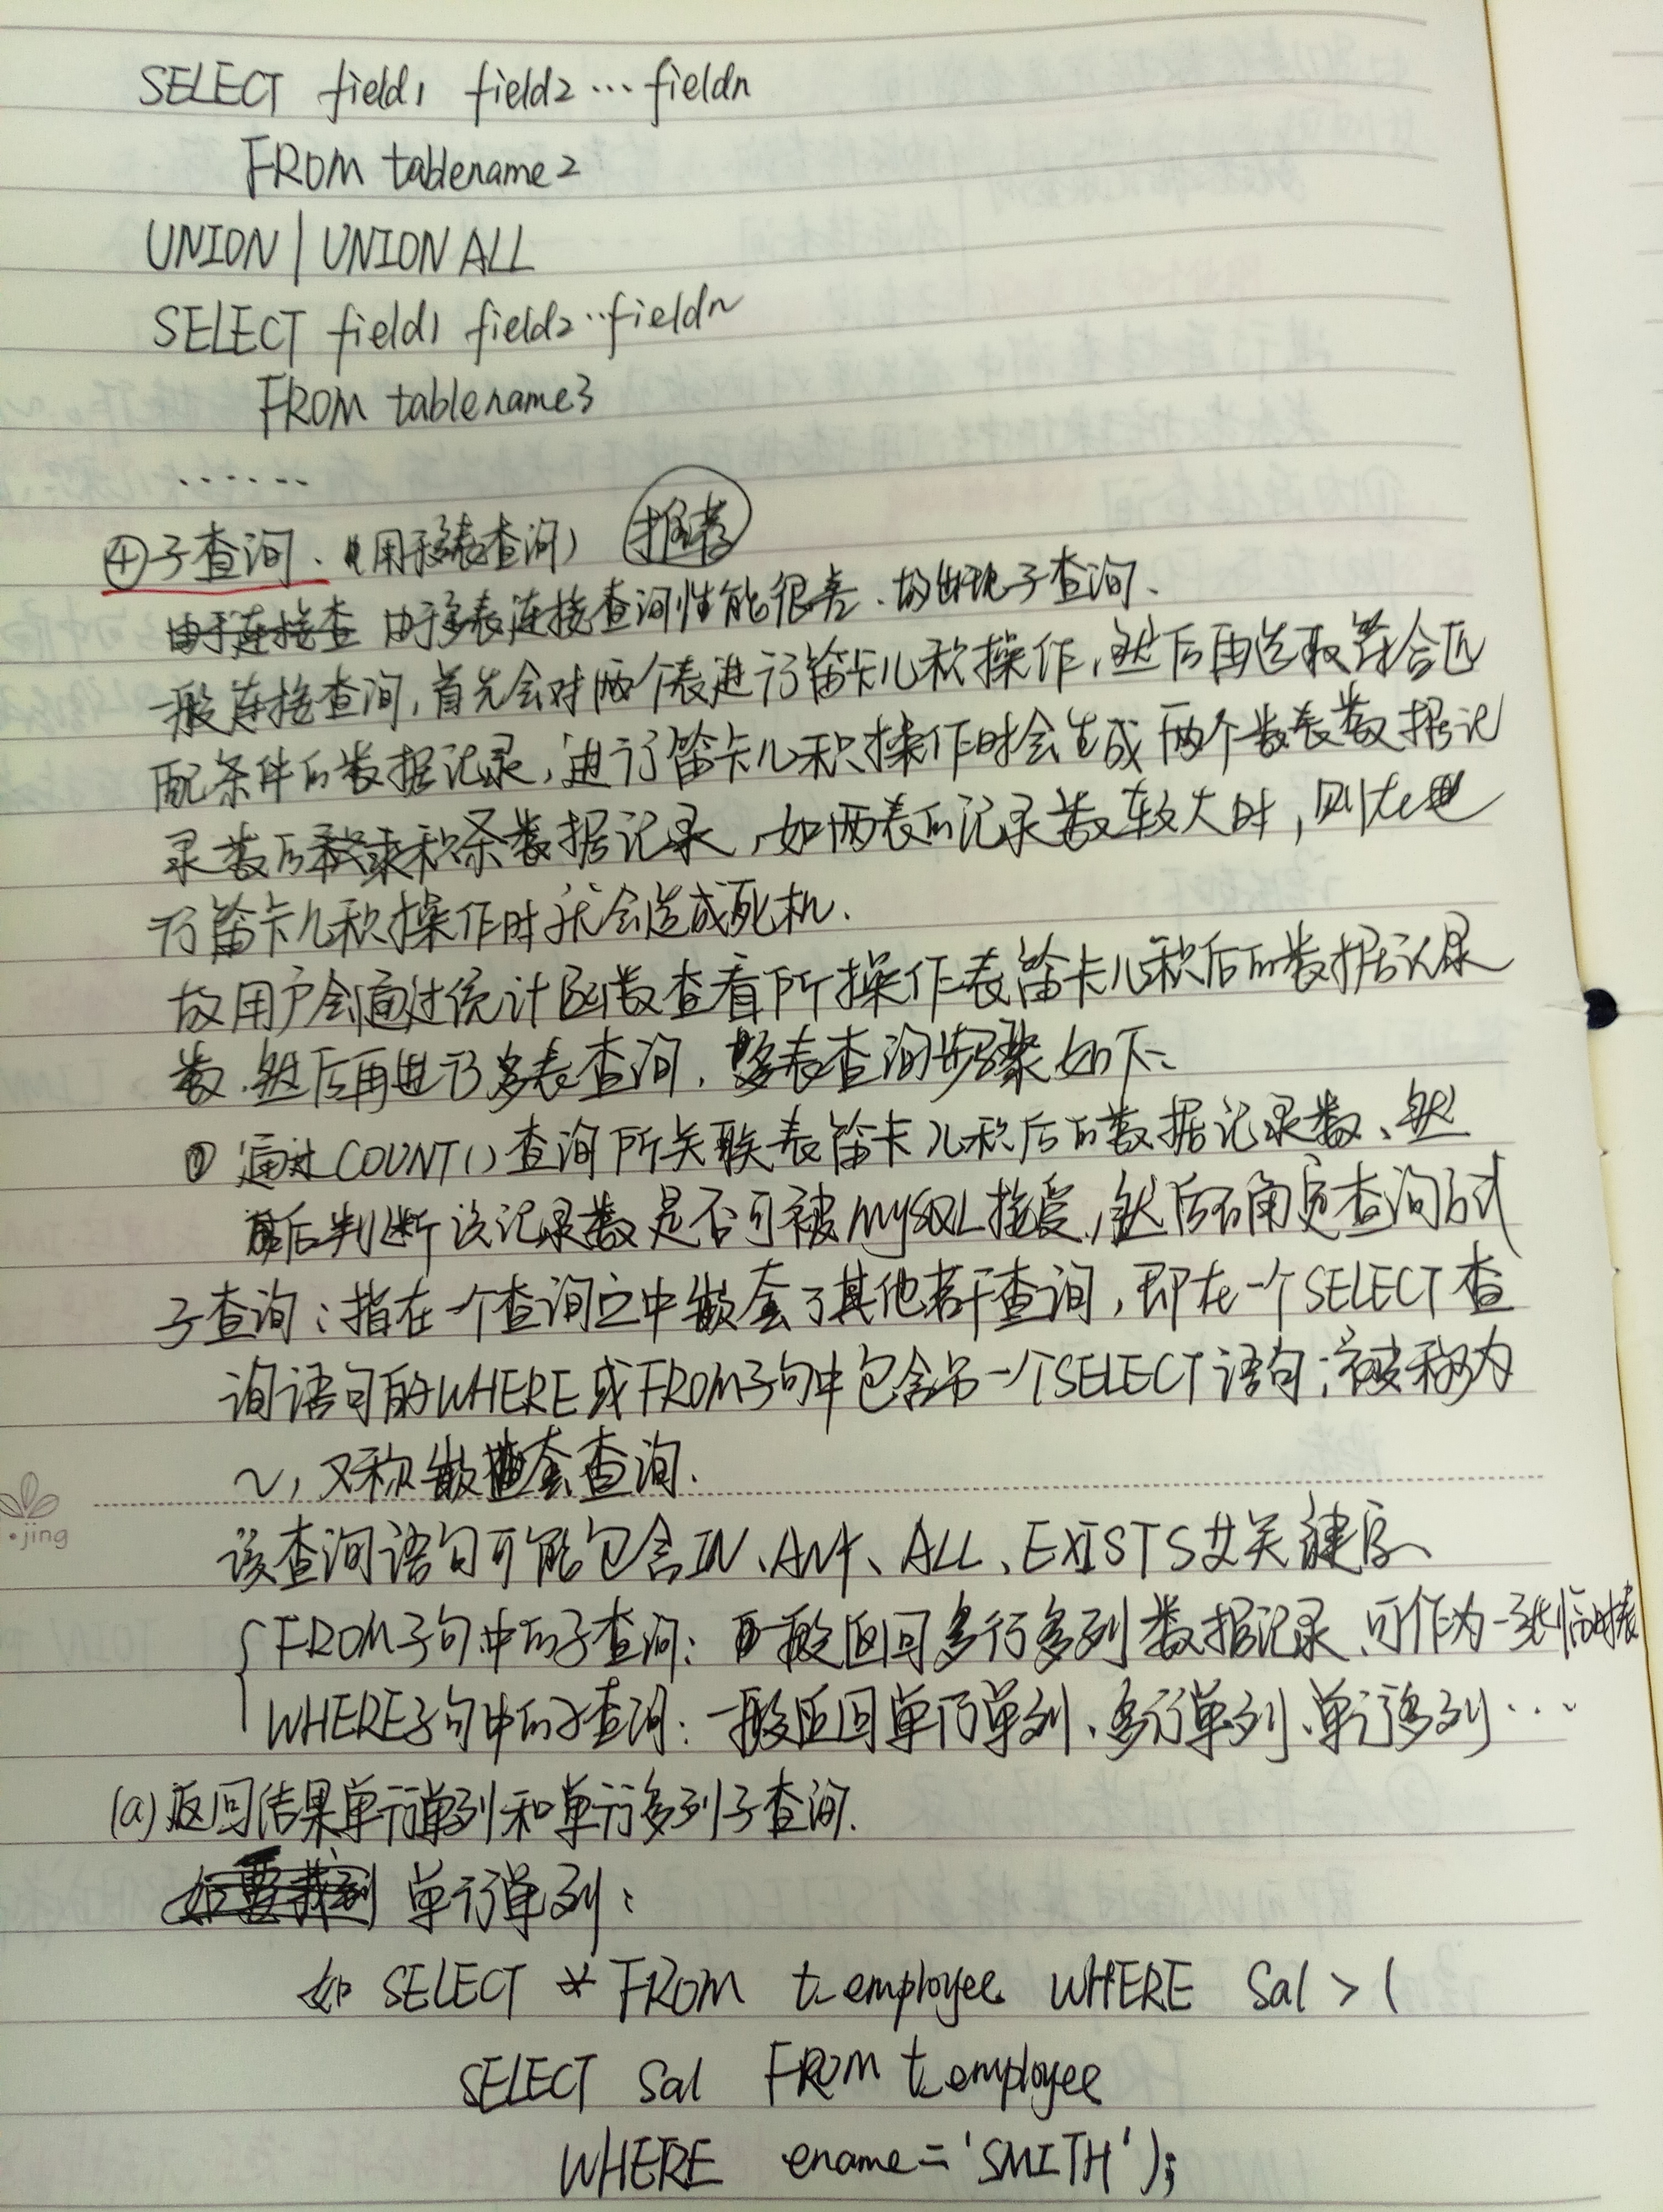 SELECT field1 field2 … fieldn
FROM tablename2
UNION | UNION ALL
SELECT field1 field2 … fieldn
FROM tablename3
……
④子查询.(用于多表查询) 推荐
由于连接查 由于多表连接查询性能很差、故出现子查询、
一般连接查询,首先会对两个表进行笛卡儿积操作,然后再选取符合匹
配条件的数据记录,进行笛卡儿积操作时会生成两个数表数据记
录数的乘积条数据记录,如两表的记录数较大时,则在进
行笛卡儿积操作时就会造成死机.
故用户会通过统计函数查看所操作表笛卡儿积后的数据记录
数.然后再进行多表查询,多表查询步骤如下:
① 通过COUNT()查询所关联表笛卡儿积后的数据记录数、然
后判断该记录数是否可被MySQL接受,然后确定查询方式
子查询:指在一个查询之中嵌套了其他若干查询,即在一个SELECT查
询语句的WHERE或FROM子句中包含另一个SELECT语句;被称为
~,又称嵌套查询.
该查询语句可能包含IN、ANY、ALL、EXISTS等关键字、
FROM子句中的子查询:一般返回多行多列数据记录、可作为一张临时表
WHERE子句中的子查询:一般返回单行单列、多行单列、单行多列…
(a)返回结果单行单列和单行多列子查询.
单行单列:
如 SELECT * FROM t_employee WHERE Sal > (
SELECT Sal FROM t_employee
WHERE ename='SMITH');
jing